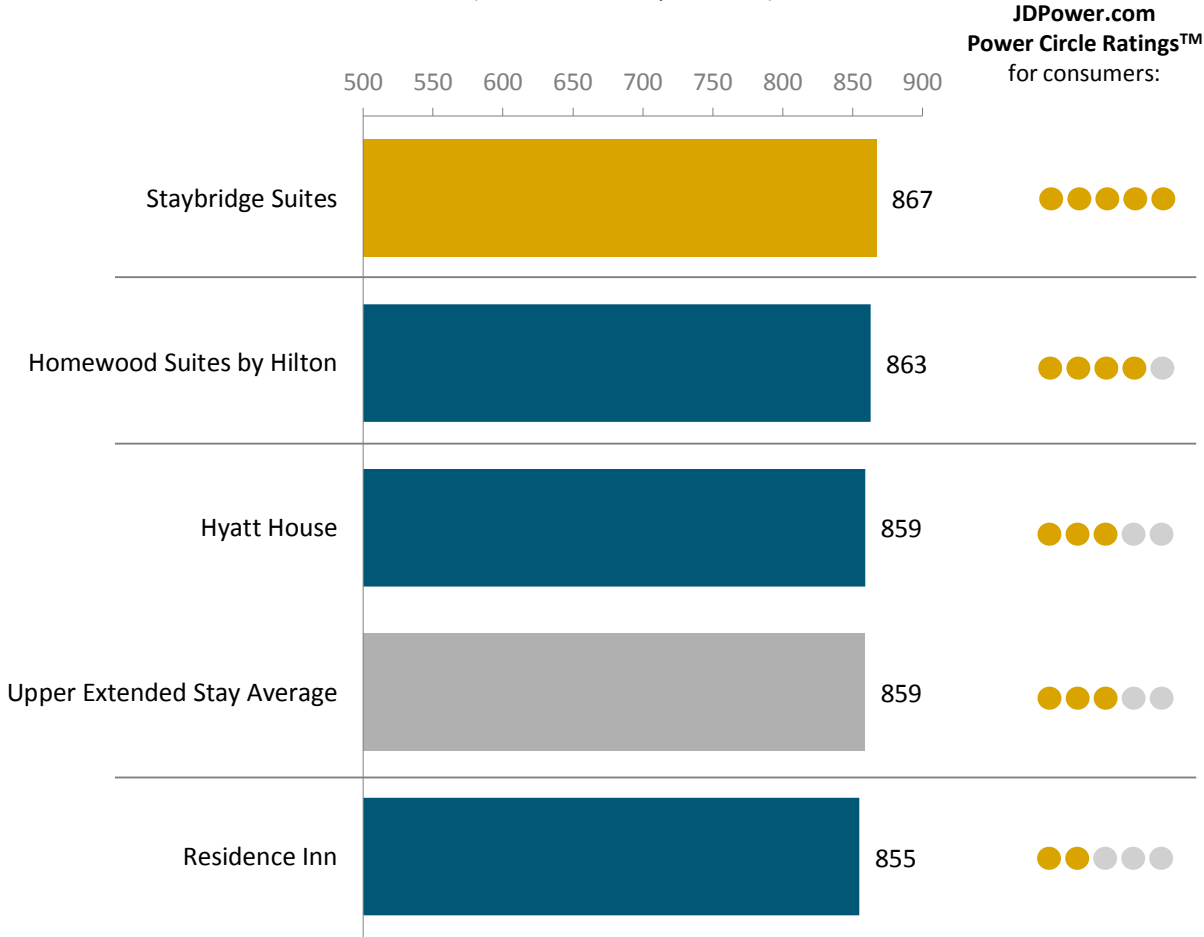 JDPower.com
Power Circle Ratings™
for consumers:
500 550 600 650 700 750 800 850 900
Staybridge Suites 867
Homewood Suites by Hilton 863
Hyatt House 859
Upper Extended Stay Average 859
Residence Inn 855